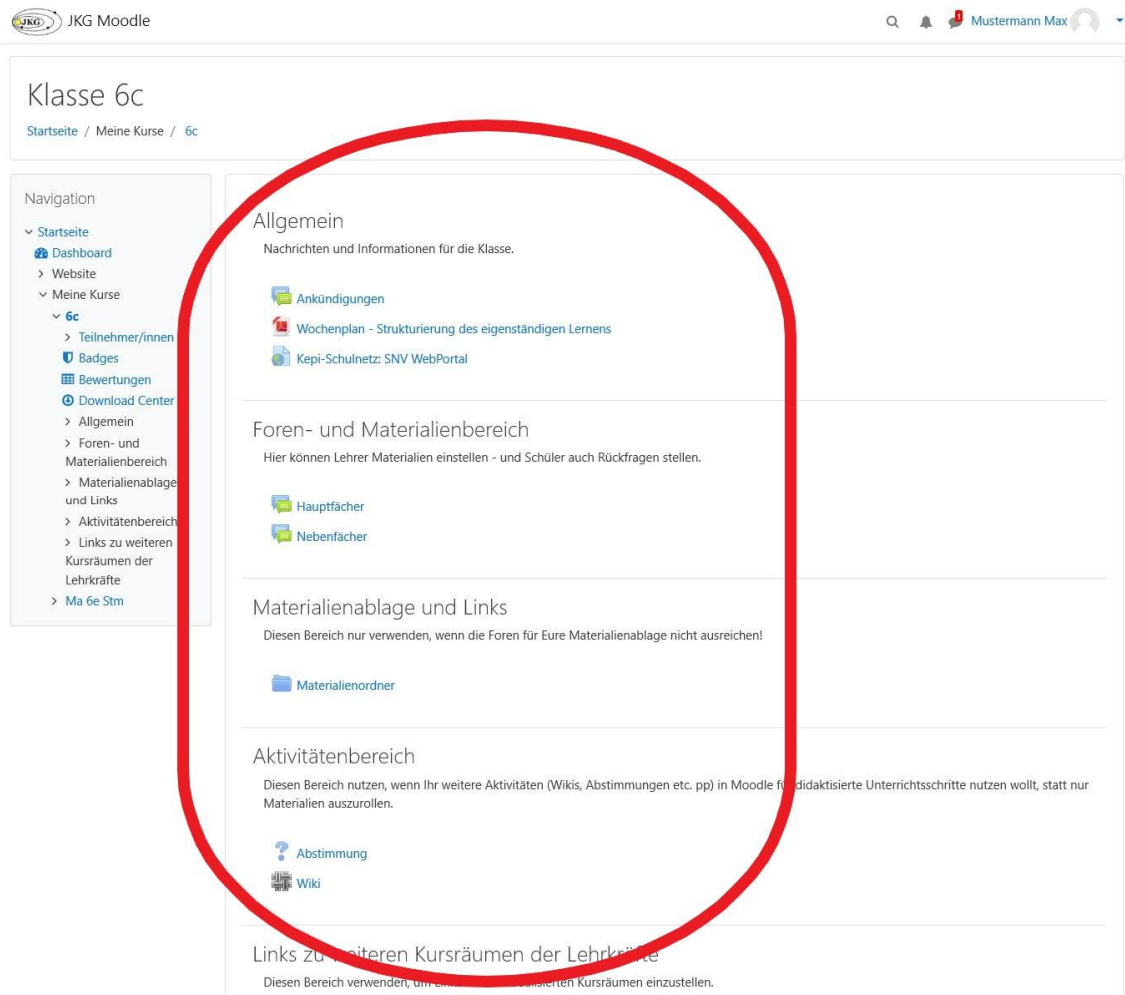 JKG JKG Moodle
1 Mustermann Max
Klasse 6c
Startseite / Meine Kurse / 6c
Navigation
Startseite
Dashboard
Website
Meine Kurse
6c
Teilnehmer/innen
Badges
Bewertungen
Download Center
Allgemein
Foren- und
Materialienbereich
Materialienablage
und Links
Aktivitätenbereich
Links zu weiteren
Kursräumen der
Lehrkräfte
Ma 6e Stm
Allgemein
Nachrichten und Informationen für die Klasse.
Ankündigungen
Wochenplan - Strukturierung des eigenständigen Lernens
Kepi-Schulnetz: SNV WebPortal
Foren- und Materialienbereich
Hier können Lehrer Materialien einstellen - und Schüler auch Rückfragen stellen.
Hauptfächer
Nebenfächer
Materialienablage und Links
Diesen Bereich nur verwenden, wenn die Foren für Eure Materialienablage nicht ausreichen!
Materialienordner
Aktivitätenbereich
Diesen Bereich nutzen, wenn Ihr weitere Aktivitäten (Wikis, Abstimmungen etc. pp) in Moodle für didaktisierte Unterrichtsschritte nutzen wollt, statt nur
Materialien auszurollen.
Abstimmung
Wiki
Links zu weiteren Kursräumen der Lehrkräfte
Diesen Bereich verwenden, um Kursräumen einzustellen.